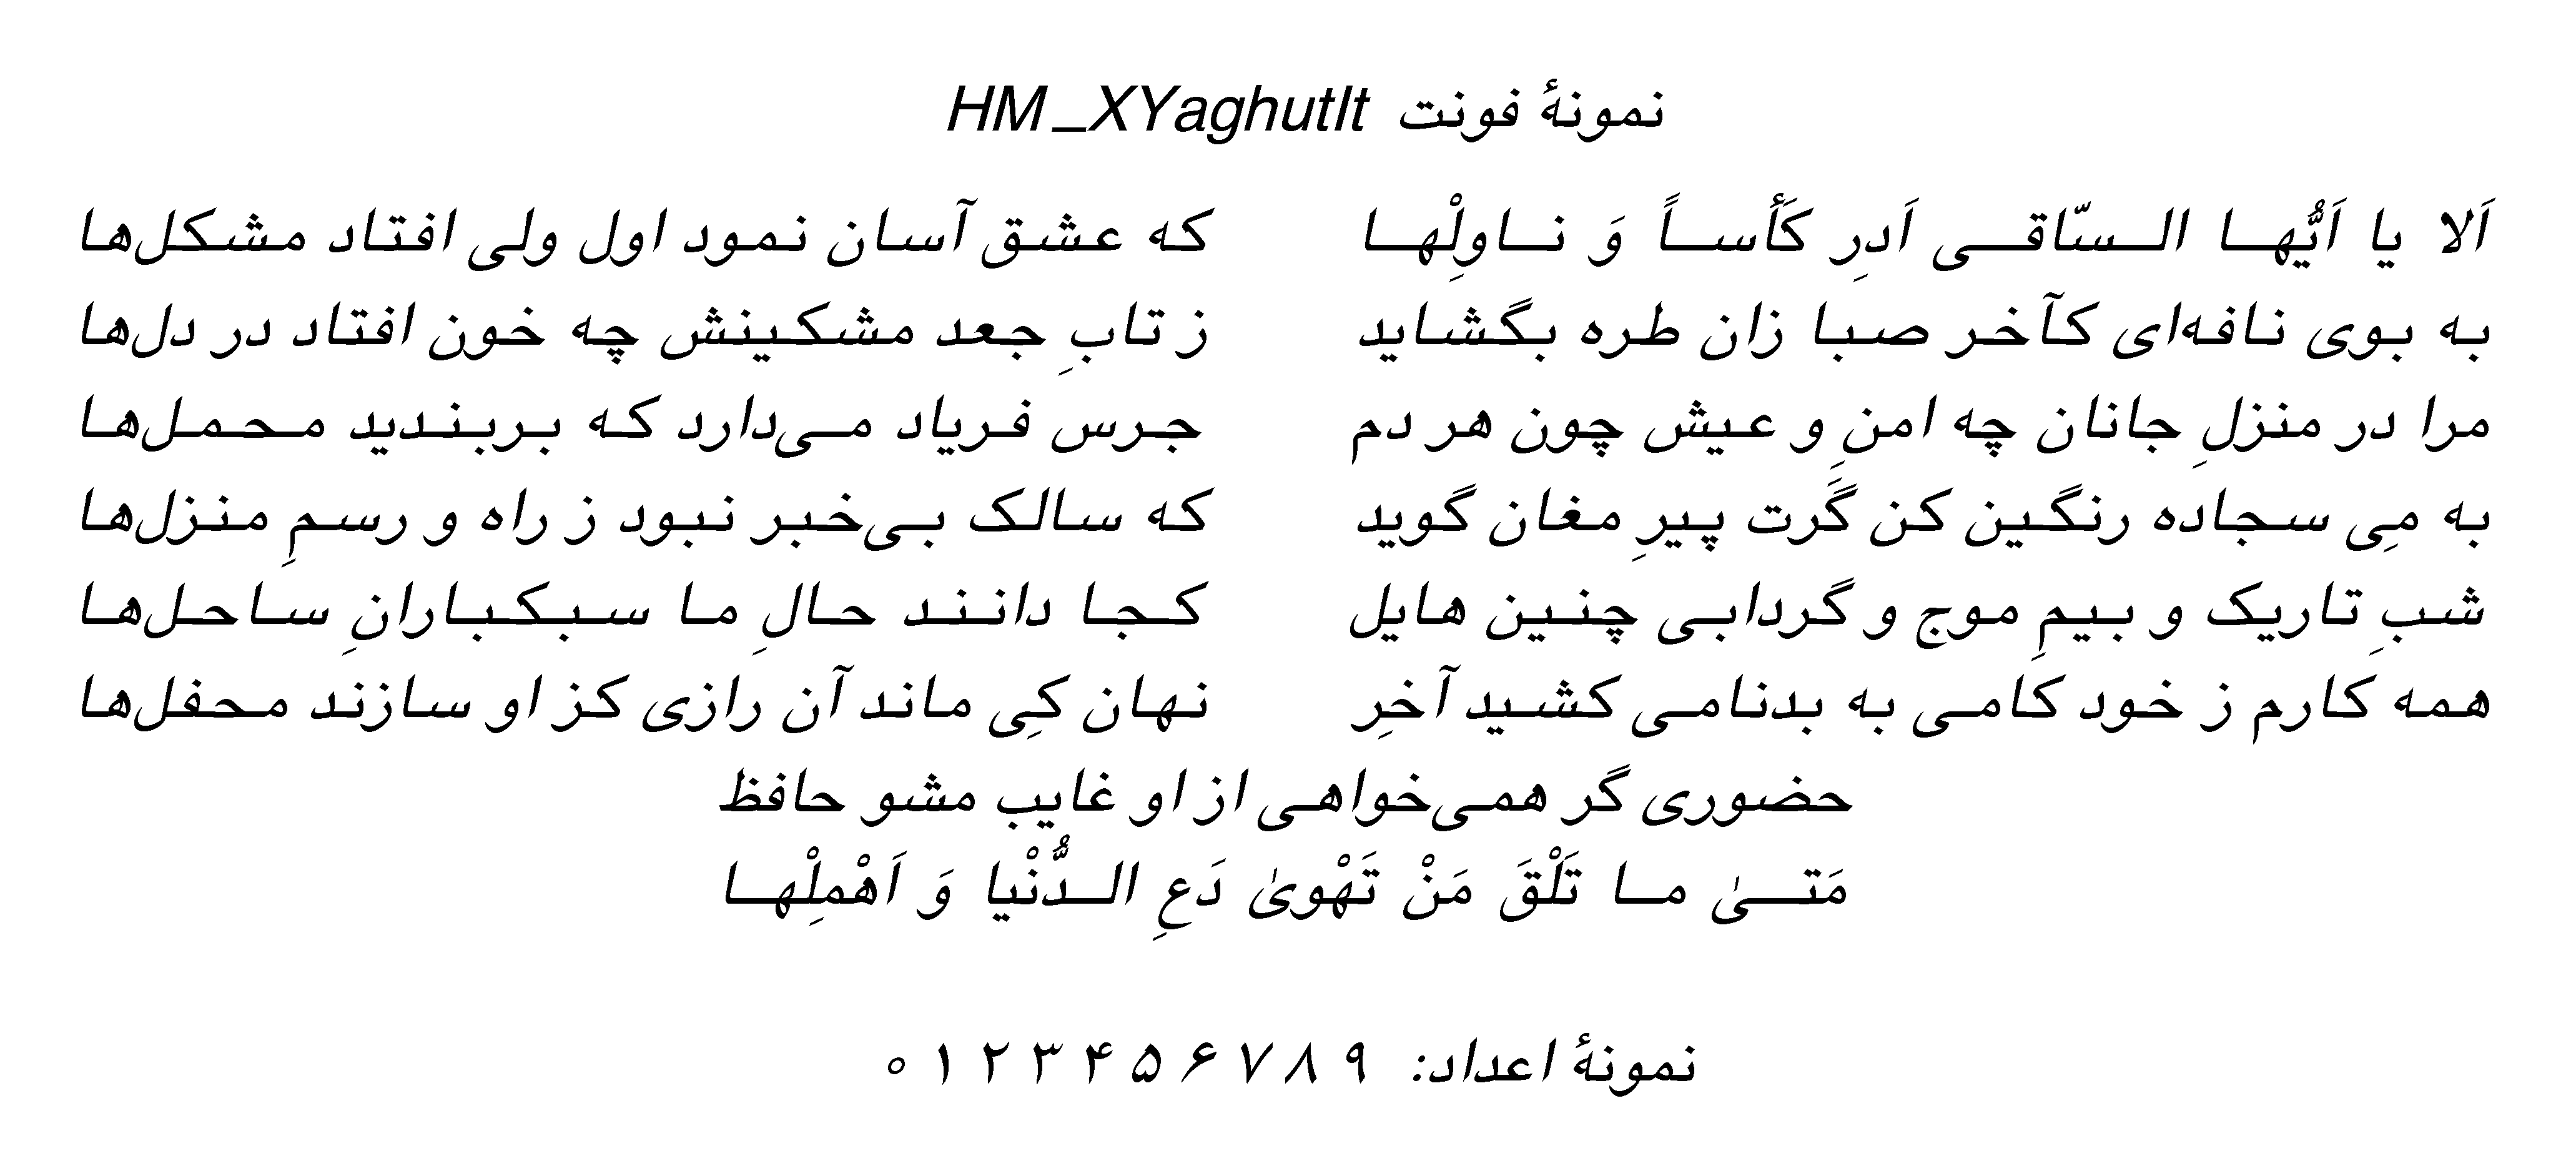 نمونهٔ فونت HM_XYaghutIt
اَلا یا اَیُّها السّاقی اَدرِ کَأساً وَ ناولِْها که عشق آسان نمود اول ولی افتاد مشکل‌ها
به بوی نافه‌ای کآخر صبا زان طره بگشاید ز تابِ جعد مشکینش چه خون افتاد در دل‌ها
مرا در منزلِ جانان چه امنِ و عیش چون هر دم جرس فریاد می‌دارد که بربندید محمل‌ها
به مِی سجاده رنگین کن گَرت پیرِ مغان گوید که سالک بی‌خبر نبود ز راه و رسمِ منزل‌ها
شبِ تاریک و بیمِ موج و گردابی چنین هایل کجا دانند حالِ ما سبکبارانِ ساحل‌ها
همه کارم ز خود کامی به بدنامی کشید آخِر نهان کِی ماند آن رازی کز او سازند محفل‌ها
حضوری گر همی‌خواهی از او غایب مشو حافظ
مَتیٰ ما تَلْقَ مَنْ تَهْویٰ دَعِ الدُّنْیا وَ اَهْملِْها
نمونهٔ اعداد: ۰ ۱ ۲ ۳ ۴ ۵ ۶ ۷ ۸ ۹